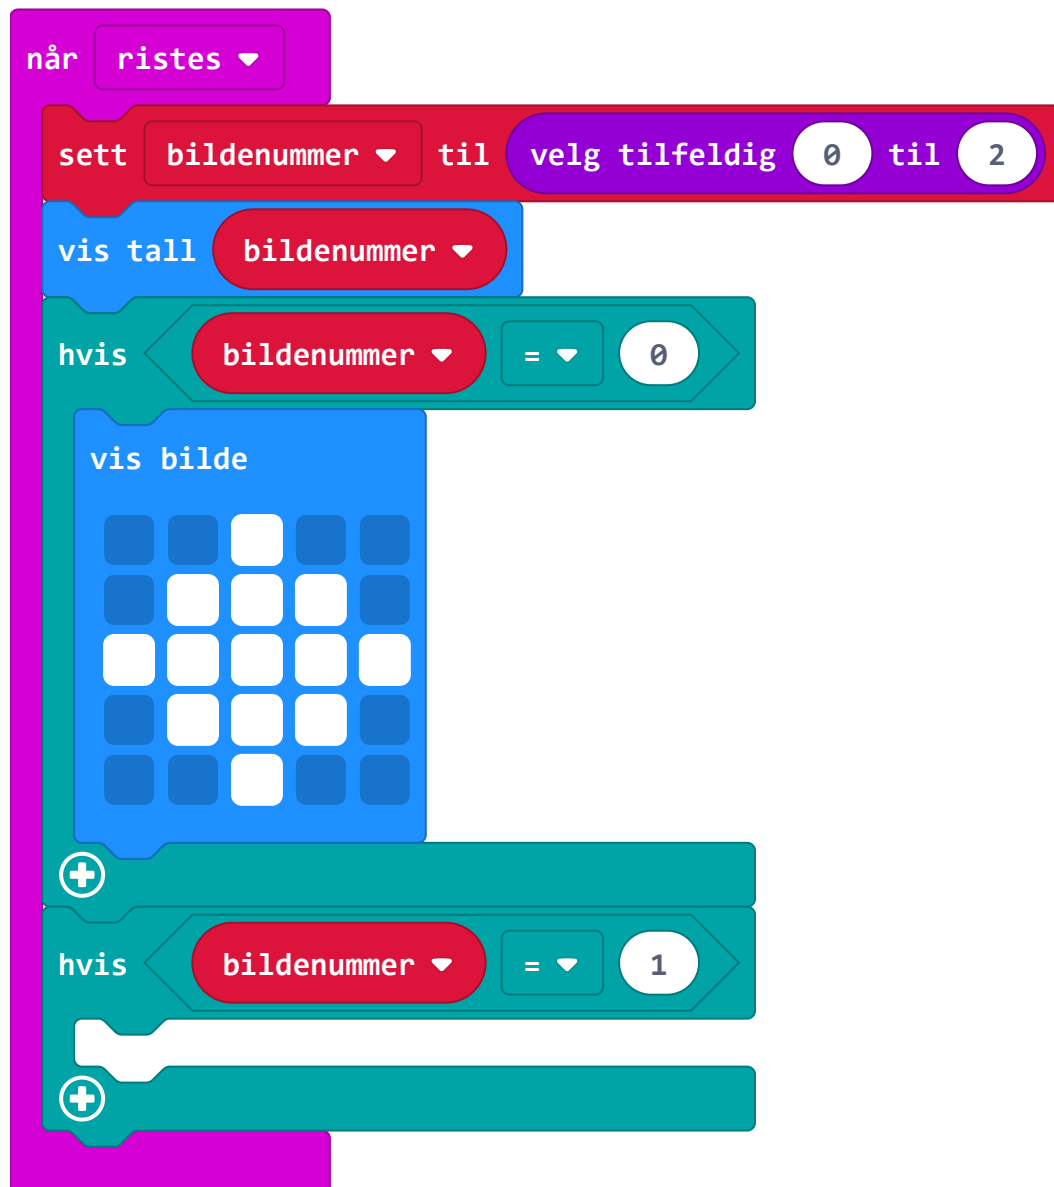 når ristes
sett bildenummer til velg tilfeldig 0 til 2
vis tall bildenummer
hvis bildenummer = 0
vis bilde
hvis bildenummer = 1